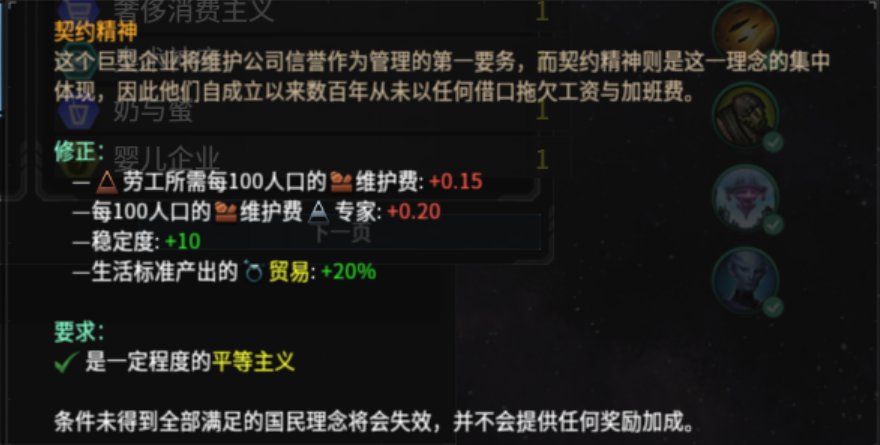 奢侈消费主义 1
契约精神
这个巨型企业将维护公司信誉作为管理的第一要务，而契约精神则是这一理念的集中
体现，因此他们自成立以来数百年从未以任何借口拖欠工资与加班费。
奶与蜜 1
修正：
婴儿企业 1
—劳工所需每100人口的维护费: +0.15
—每100人口的维护费 专家: +0.20
下一页
—稳定度: +10
—生活标准产出的 贸易: +20%
要求：
是一定程度的平等主义
条件未得到全部满足的国民理念将会失效，并不会提供任何奖励加成。